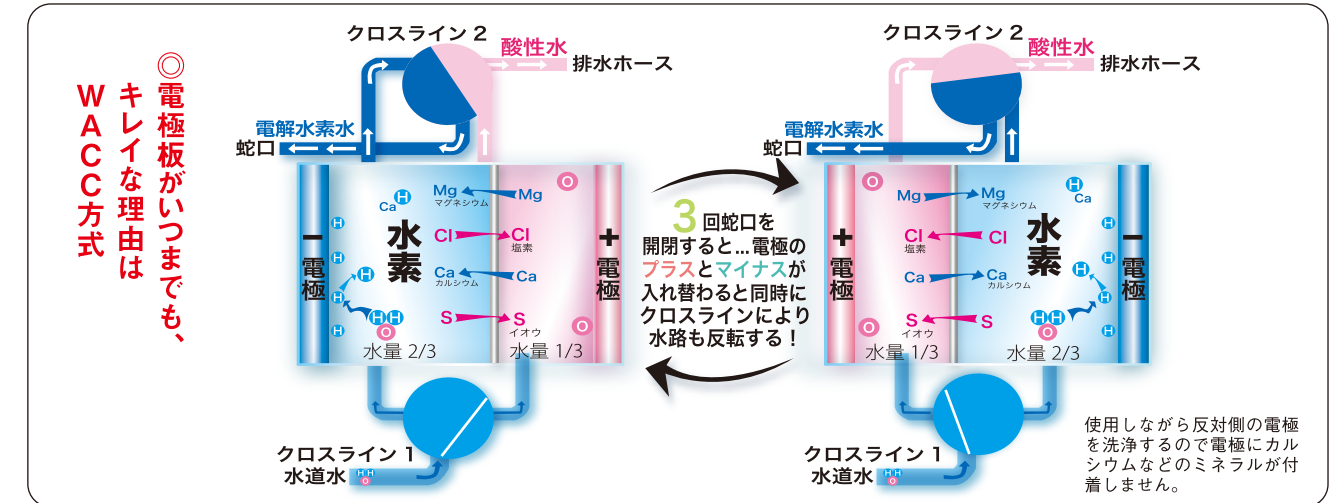 ◎電極板がいつまでも、
キレイな理由は
WACC方式
クロスライン 2
酸性水
排水ホース
電解水素水
蛇口
H
Ca
Mg
マグネシウム
Mg
O
水素
Cl
Cl
塩素
H
H
H
H
H
Ca
カルシウム
Ca
HH
O
S
S
イオウ
O
－電極
＋電極
水量 2/3
水量 1/3
クロスライン 1
水道水
HH
O
3回蛇口を
開閉すると...電極の
プラスとマイナスが
入れ替わると同時に
クロスラインにより
水路も反転する！
クロスライン 2
酸性水
排水ホース
電解水素水
蛇口
O
Mg
Mg
マグネシウム
H
Ca
Cl
塩素
Cl
水素
H
H
H
H
H
Ca
Ca
カルシウム
S
イオウ
S
HH
O
O
＋電極
－電極
水量 1/3
水量 2/3
クロスライン 1
水道水
HH
O
使用しながら反対側の電極
を洗浄するので電極にカル
シウムなどのミネラルが付
着しません。